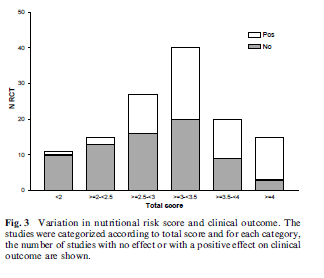 50
Pos
No
40
30
20
10
0
N RCT
<2
>=2-<2.5
>=2.5-<3
>=3-<3.5
>=3.5-<4
>=4
Total score
Fig. 3 Variation in nutritional risk score and clinical outcome. The
studies were categorized according to total score and for each category,
the number of studies with no effect or with a positive effect on clinical
outcome are shown.